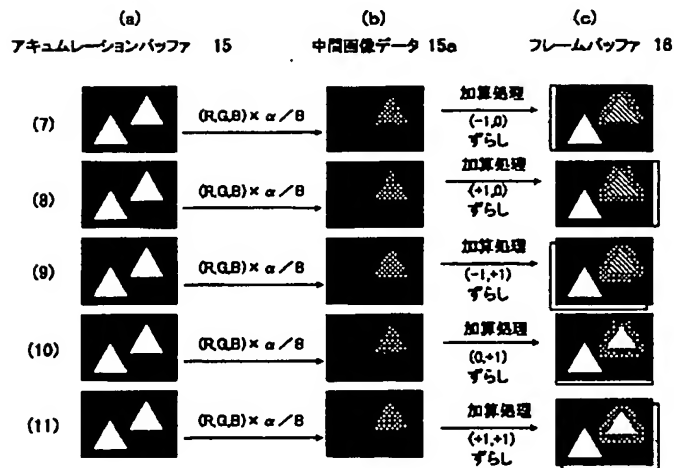 (a) (b) (c)
アキュムレーションバッファ 15 中間画像データ 15a フレームバッファ 16
(7) (R,G,B)×α/8 加算処理
(-1,0)
ずらし
(8) (R,G,B)×α/8 加算処理
(+1,0)
ずらし
(9) (R,G,B)×α/8 加算処理
(-1,+1)
ずらし
(10) (R,G,B)×α/8 加算処理
(0,+1)
ずらし
(11) (R,G,B)×α/8 加算処理
(+1,+1)
ずらし